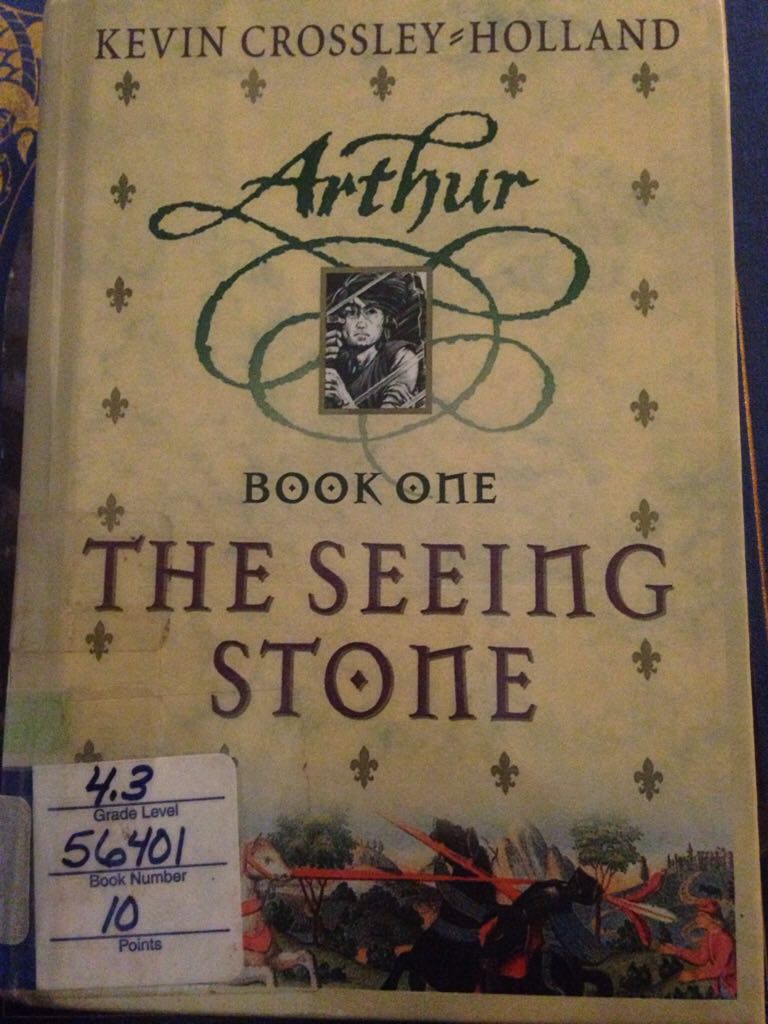 KEVIN CROSSLEY-HOLLAND
Arthur
BOOK ONE
THE SEEING
STONE
4.3
Grade Level
56401
Book Number
10
Points